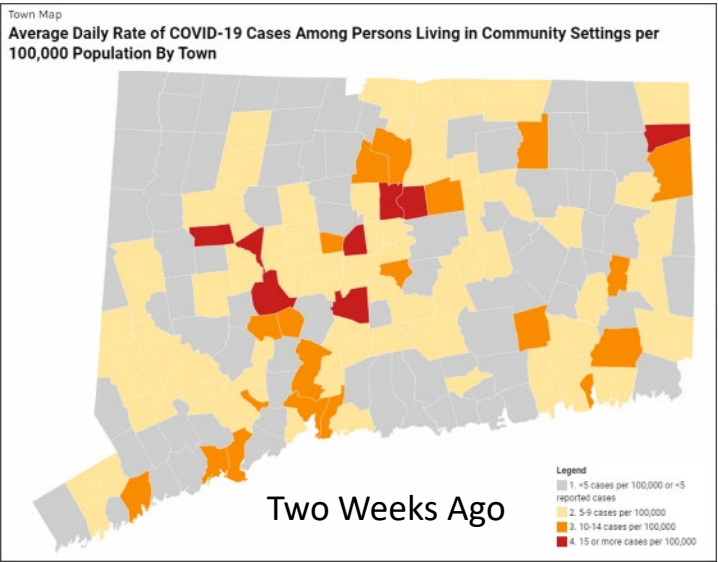 Town Map
Average Daily Rate of COVID-19 Cases Among Persons Living in Community Settings per
100,000 Population By Town
Two Weeks Ago
Legend
1. <5 cases per 100,000 or <5
reported cases
2. 5-9 cases per 100,000
3. 10-14 cases per 100,000
4. 15 or more cases per 100,000